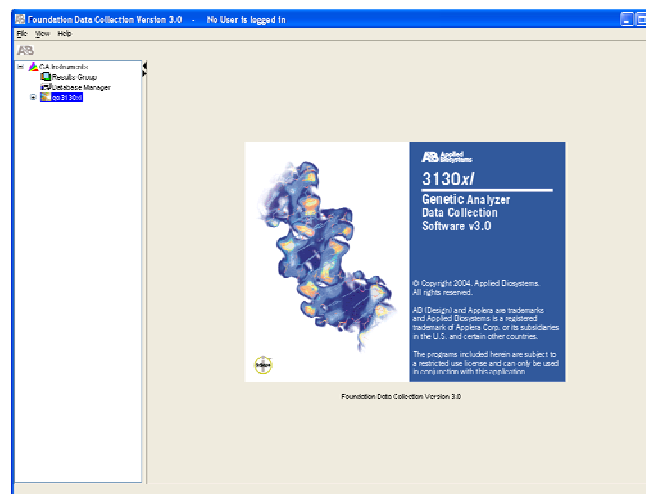 Foundation Data Collection Version 3.0 - No User is logged in
File View Help
AB
GA Instruments
Results Group
Database Manager
ga3130xl
AB Applied
Biosystems
3130xl
Genetic Analyzer
Data Collection
Software v3.0
© Copyright 2004, Applied Biosystems.
All rights reserved.
AB (Design) and Applera are trademarks
and Applied Biosystems is a registered
trademark of Applera Corp. or its subsidiaries
in the U.S. and certain other countries.
The programs included herein are subject to
a restricted use license and can only be used
in conjunction with this application.
Foundation Data Collection Version 3.0